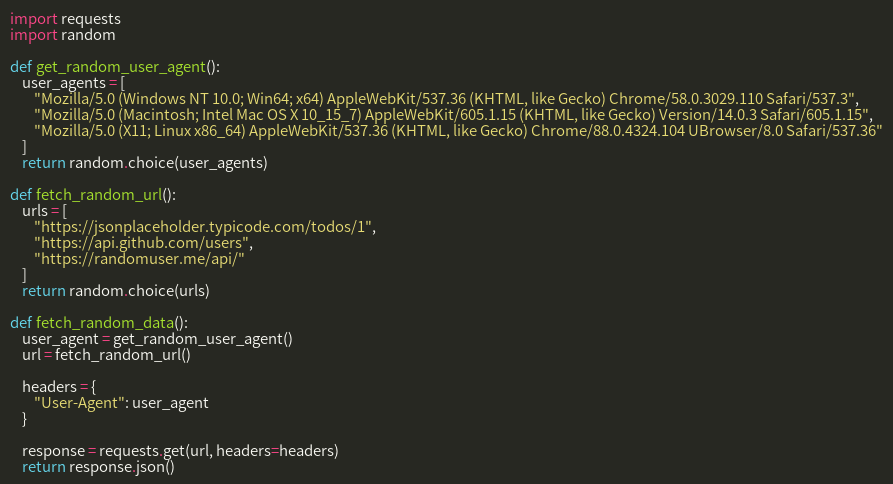 import requests
import random

def get_random_user_agent():
    user_agents = [
        "Mozilla/5.0 (Windows NT 10.0; Win64; x64) AppleWebKit/537.36 (KHTML, like Gecko) Chrome/58.0.3029.110 Safari/537.3",
        "Mozilla/5.0 (Macintosh; Intel Mac OS X 10_15_7) AppleWebKit/605.1.15 (KHTML, like Gecko) Version/14.0.3 Safari/605.1.15",
        "Mozilla/5.0 (X11; Linux x86_64) AppleWebKit/537.36 (KHTML, like Gecko) Chrome/88.0.4324.104 UBrowser/8.0 Safari/537.36"
    ]
    return random.choice(user_agents)

def fetch_random_url():
    urls = [
        "https://jsonplaceholder.typicode.com/todos/1",
        "https://api.github.com/users",
        "https://randomuser.me/api/"
    ]
    return random.choice(urls)

def fetch_random_data():
    user_agent = get_random_user_agent()
    url = fetch_random_url()

    headers = {
        "User-Agent": user_agent
    }

    response = requests.get(url, headers=headers)
    return response.json()